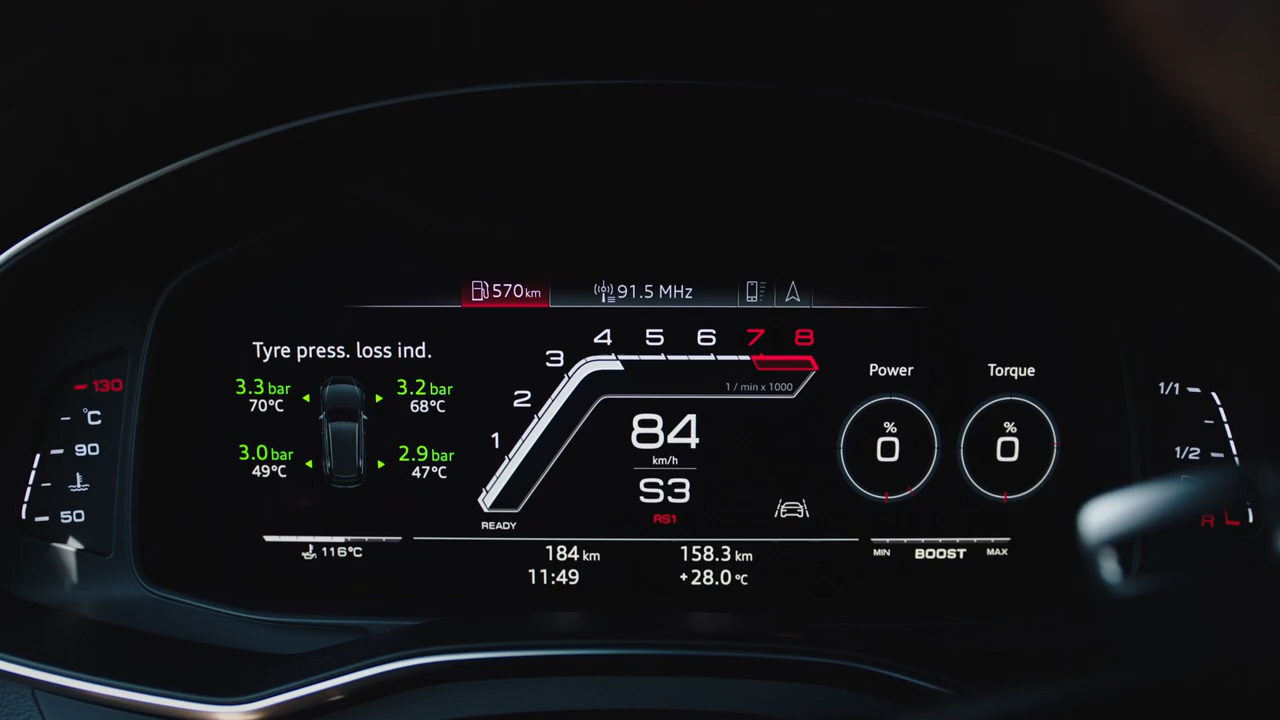 570 km
91.5 MHz
Tyre press. loss ind.
3.3 bar
70°C
3.2 bar
68°C
3.0 bar
49°C
2.9 bar
47°C
130
°C
90
50
116°C
1
2
3
4
5
6
7
8
1 / min x 1000
84
km/h
S3
RS1
READY
184 km
158.3 km
11:49
+28.0 °C
Power
%
0
Torque
%
0
MIN
BOOST
MAX
1/1
1/2
R